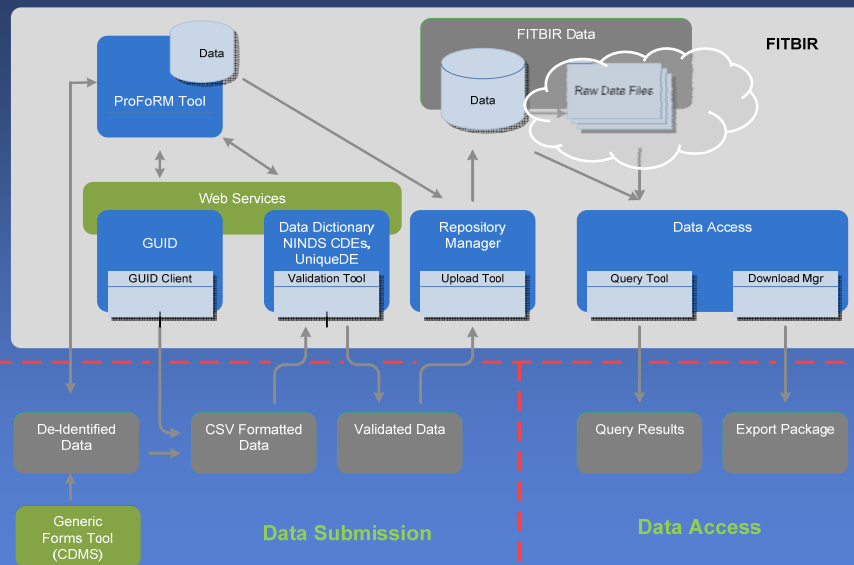 FITBIR
Data
ProFoRM Tool
FITBIR Data
Data
Raw Data Files
Web Services
GUID
GUID Client
Data Dictionary
NINDS CDEs,
UniqueDE
Validation Tool
Repository
Manager
Upload Tool
Data Access
Query Tool
Download Mgr
De-Identified
Data
CSV Formatted
Data
Validated Data
Query Results
Export Package
Generic
Forms Tool
(CDMS)
Data Submission
Data Access